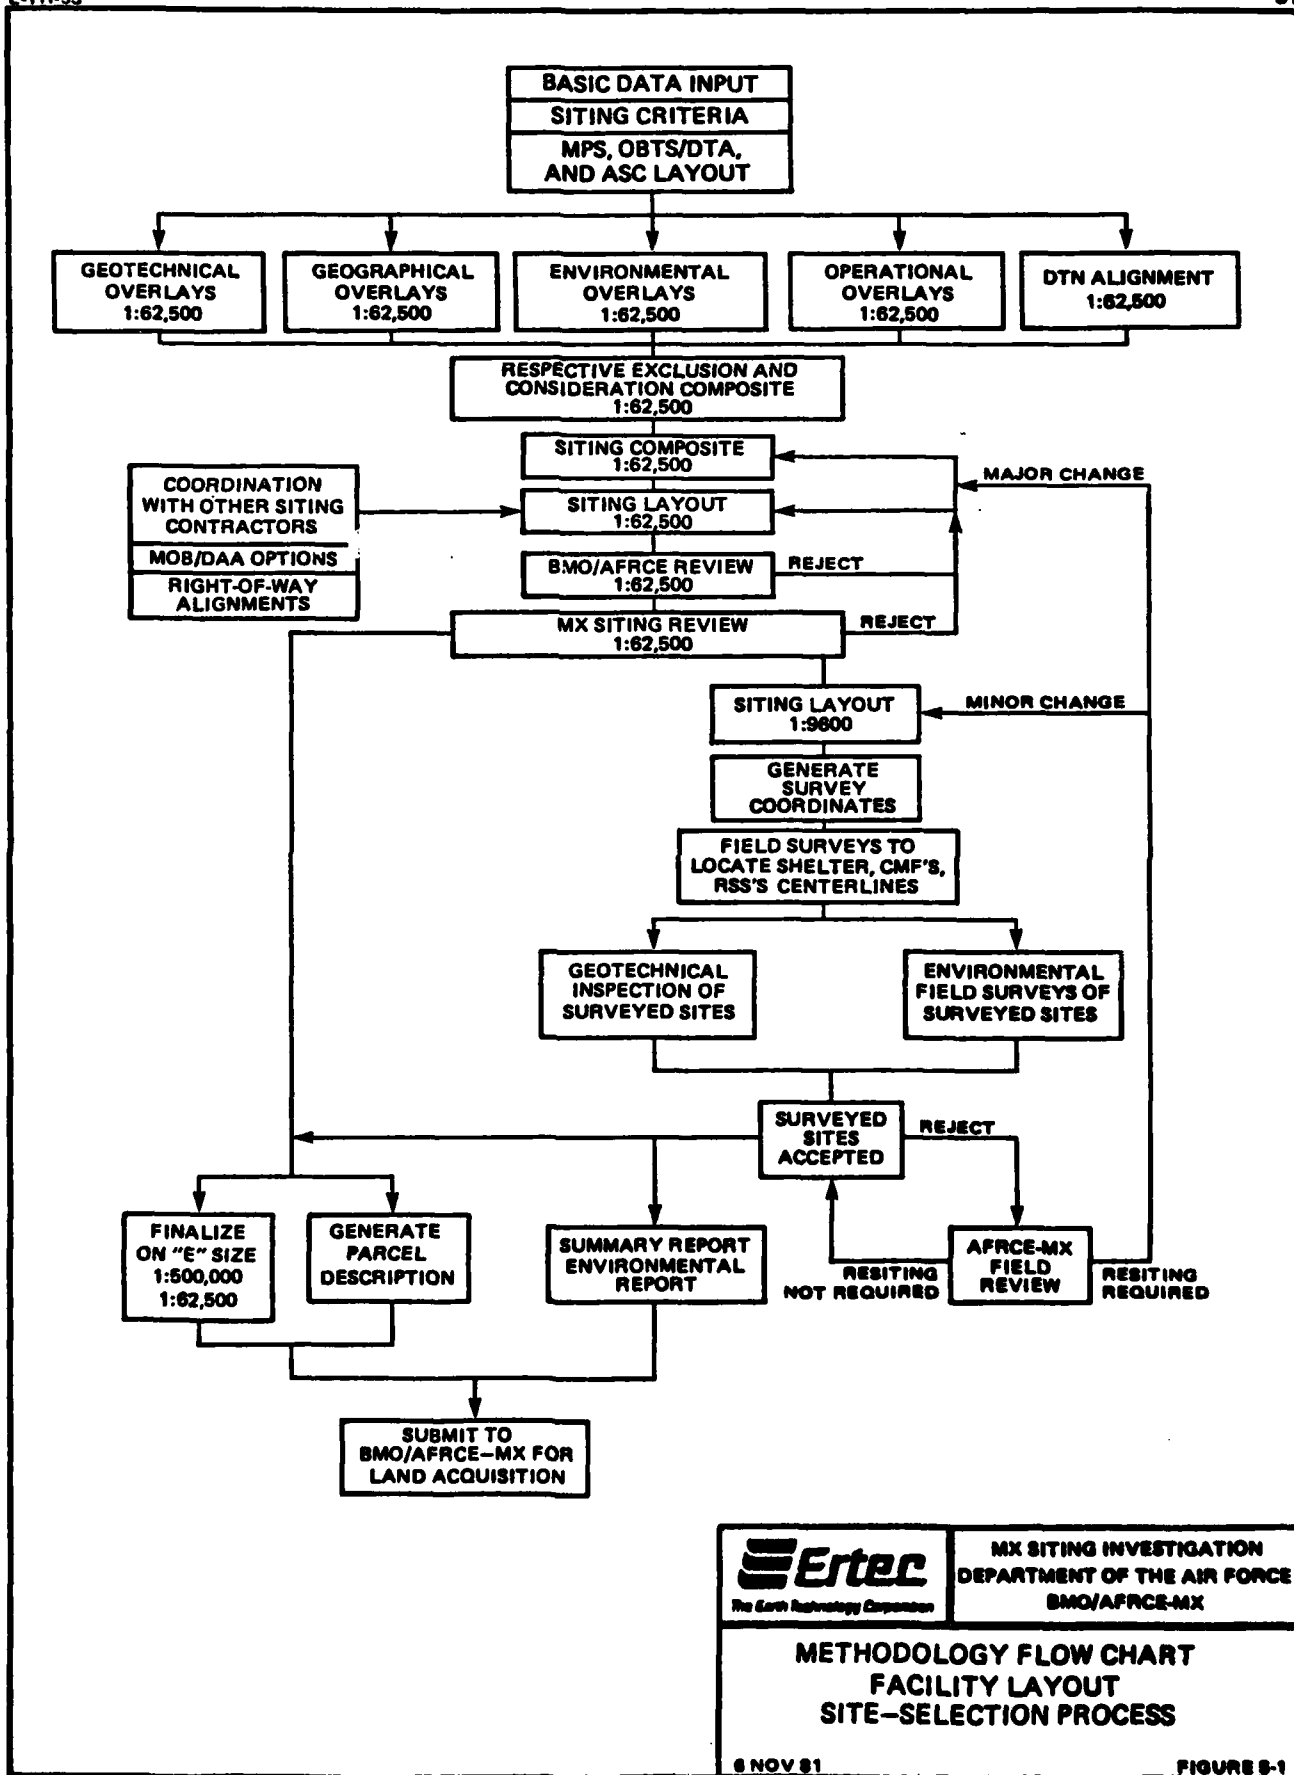 BASIC DATA INPUT
SITING CRITERIA
MPS, OBTS/DTA,
AND ASC LAYOUT
GEOTECHNICAL
OVERLAYS
1:62,500
GEOGRAPHICAL
OVERLAYS
1:62,500
ENVIRONMENTAL
OVERLAYS
1:62,500
OPERATIONAL
OVERLAYS
1:62,500
DTN ALIGNMENT
1:62,500
RESPECTIVE EXCLUSION AND
CONSIDERATION COMPOSITE
1:62,500
SITING COMPOSITE
1:62,500
MAJOR CHANGE
COORDINATION
WITH OTHER SITING
CONTRACTORS
MOB/DAA OPTIONS
RIGHT-OF-WAY
ALIGNMENTS
SITING LAYOUT
1:62,500
BMO/AFRCE REVIEW
1:62,500
REJECT
MX SITING REVIEW
1:62,500
REJECT
SITING LAYOUT
1:9600
MINOR CHANGE
GENERATE
SURVEY
COORDINATES
FIELD SURVEYS TO
LOCATE SHELTER, CMF'S,
RSS'S CENTERLINES
GEOTECHNICAL
INSPECTION OF
SURVEYED SITES
ENVIRONMENTAL
FIELD SURVEYS OF
SURVEYED SITES
SURVEYED
SITES
ACCEPTED
REJECT
FINALIZE
ON "E" SIZE
1:500,000
1:62,500
GENERATE
PARCEL
DESCRIPTION
SUMMARY REPORT
ENVIRONMENTAL
REPORT
RESITING
NOT REQUIRED
AFRCE-MX
FIELD
REVIEW
RESITING
REQUIRED
SUBMIT TO
BMO/AFRCE-MX FOR
LAND ACQUISITION
Ertec
The Earth Technology Corporation
MX SITING INVESTIGATION
DEPARTMENT OF THE AIR FORCE
BMO/AFRCE-MX
METHODOLOGY FLOW CHART
FACILITY LAYOUT
SITE-SELECTION PROCESS
6 NOV 81
FIGURE